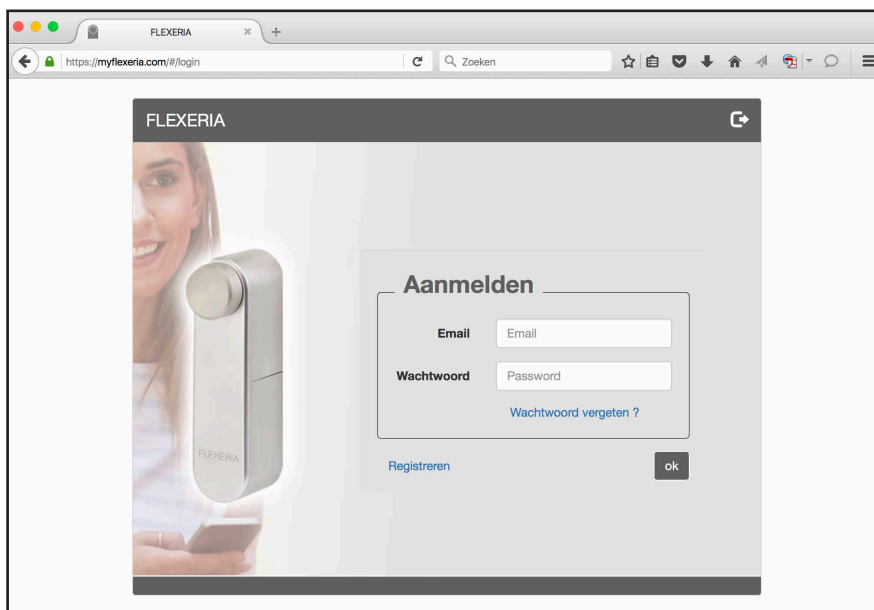 FLEXERIA
https://myflexeria.com/#/login
Zoeken
FLEXERIA
Aanmelden
Email Email
Wachtwoord Password
Wachtwoord vergeten ?
FLEXERIA
Registreren ok